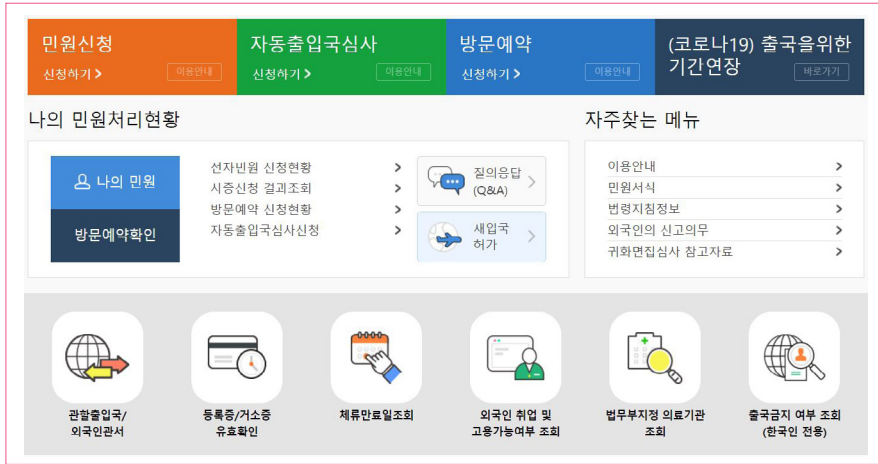 민원신청
신청하기 >
이용안내
자동출입국심사
신청하기 >
이용안내
방문예약
신청하기 >
이용안내
(코로나19) 출국을위한
기간연장
바로가기
나의 민원처리현황
나의 민원
방문예약확인
선자민원 신청현황 >
시증신청 결과조회 >
방문예약 신청현황 >
자동출입국심사신청 >
질의응답
(Q&A)
새입국
허가
자주찾는 메뉴
이용안내 >
민원서식 >
법령지침정보 >
외국인의 신고의무 >
귀화면접심사 참고자료 >
관할출입국/
외국인관서
등록증/거소증
유효확인
체류만료일조회
외국인 취업 및
고용가능여부 조회
법무부지정 의료기관
조회
출국금지 여부 조회
(한국인 전용)